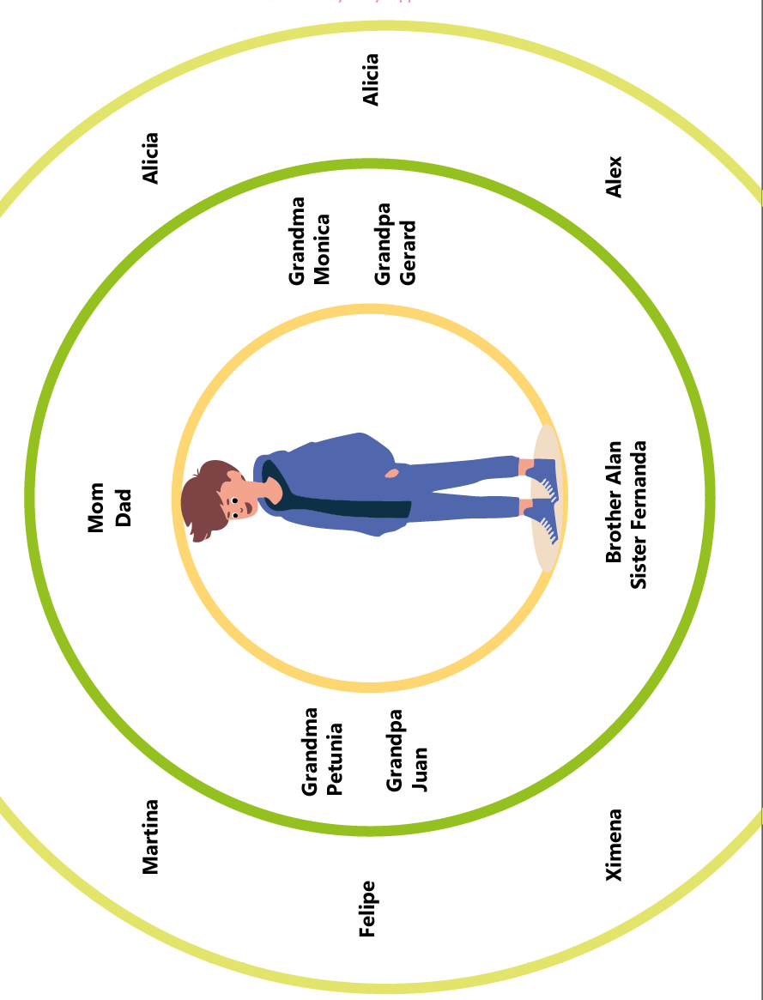 Mom
Dad
Martina
Alicia
Grandma
Petunia
Grandma
Monica
Felipe
Alicia
Grandpa
Juan
Grandpa
Gerard
Ximena
Brother Alan
Sister Fernanda
Alex